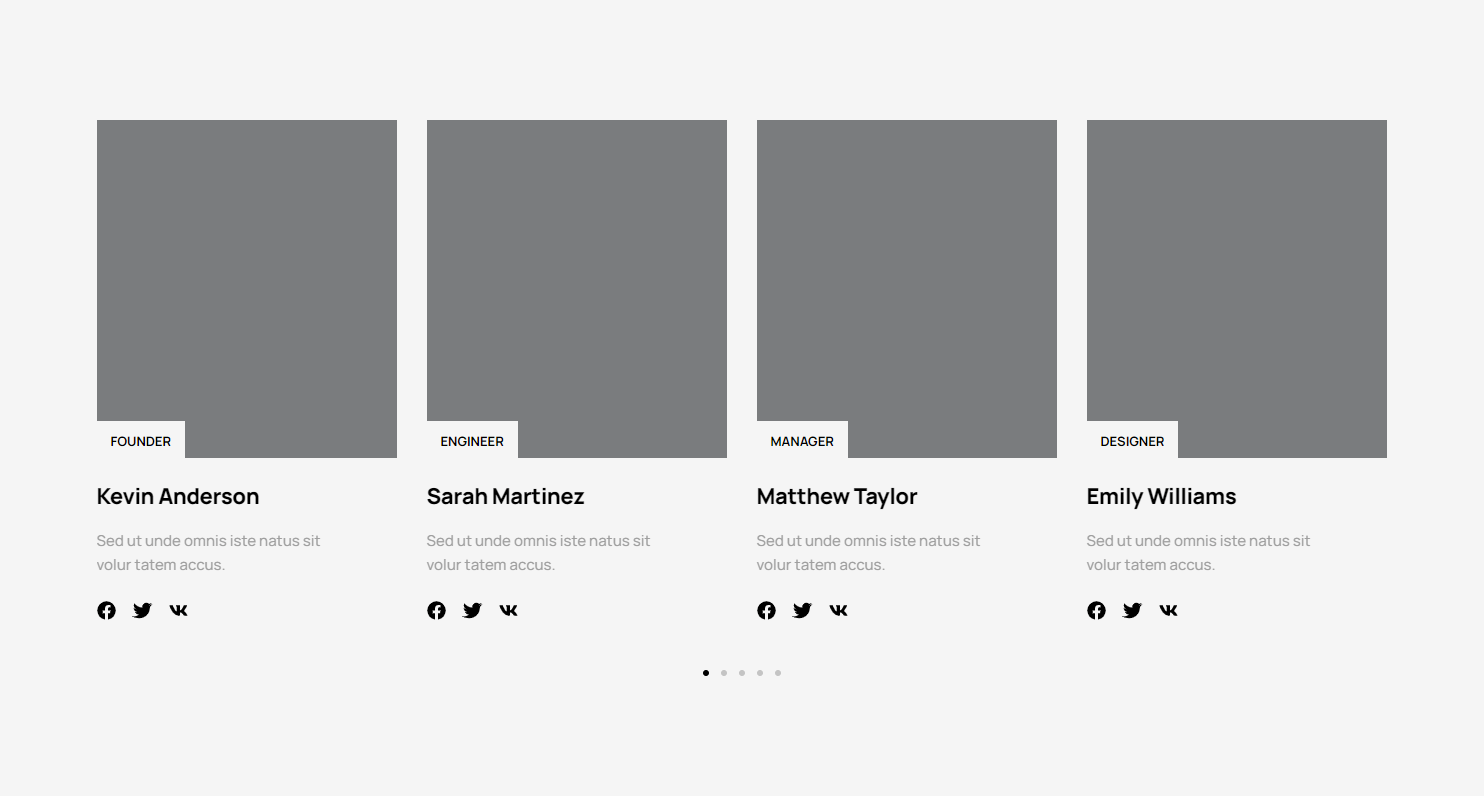 FOUNDER
Kevin Anderson
Sed ut unde omnis iste natus sit
volur tatem accus.
ENGINEER
Sarah Martinez
Sed ut unde omnis iste natus sit
volur tatem accus.
MANAGER
Matthew Taylor
Sed ut unde omnis iste natus sit
volur tatem accus.
DESIGNER
Emily Williams
Sed ut unde omnis iste natus sit
volur tatem accus.